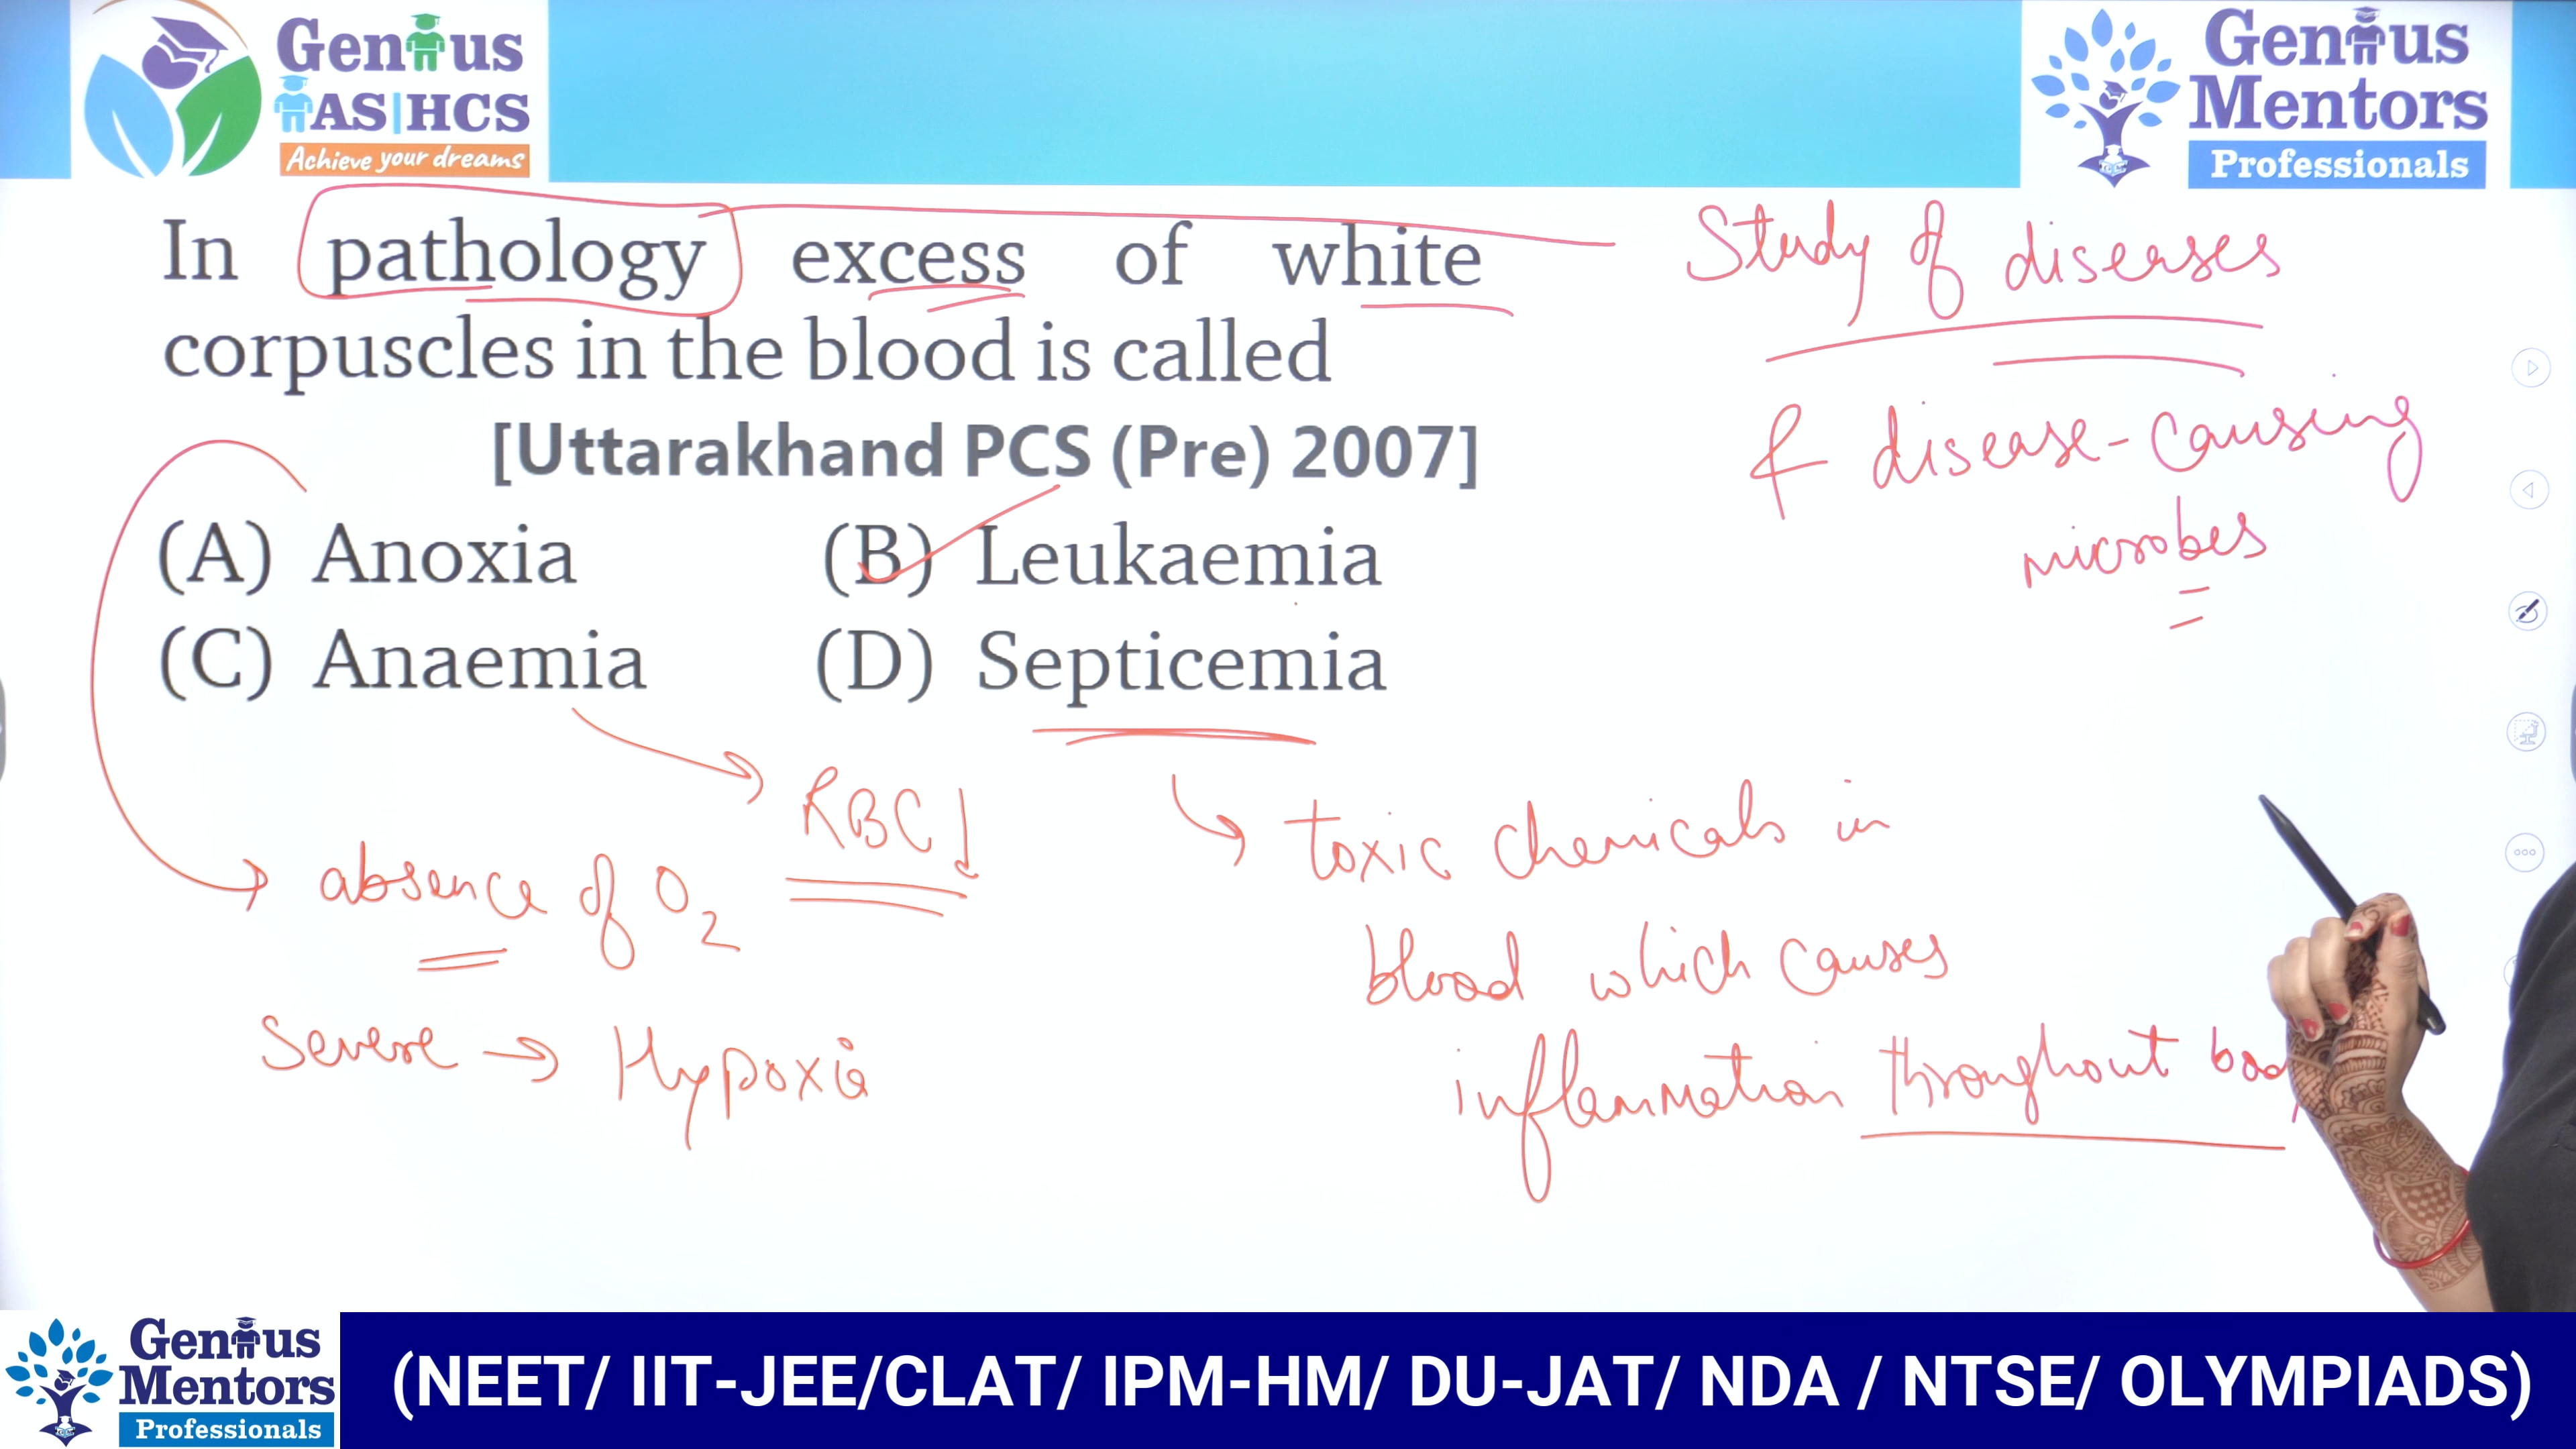 Genius
IAS|HCS
Achieve your dreams
Genius
Mentors
Professionals
In pathology excess of white
corpuscles in the blood is called
[Uttarakhand PCS (Pre) 2007]
(A) Anoxia (B) Leukaemia
(C) Anaemia (D) Septicemia
Study of diseases
& disease-causing
microbes
RBC↓
absence of O2
Severe → Hypoxia
toxic chemicals in
blood which causes
inflammation throughout body
Genius
Mentors
Professionals
(NEET/ IIT-JEE/CLAT/ IPM-HM/ DU-JAT/ NDA / NTSE/ OLYMPIADS)